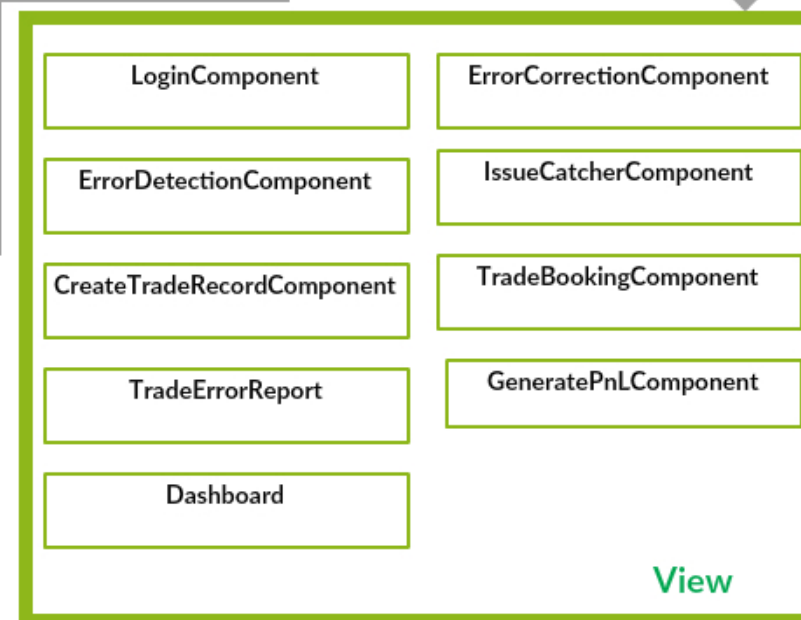 LoginComponent
ErrorCorrectionComponent
ErrorDetectionComponent
IssueCatcherComponent
CreateTradeRecordComponent
TradeBookingComponent
TradeErrorReport
GeneratePnLComponent
Dashboard
View